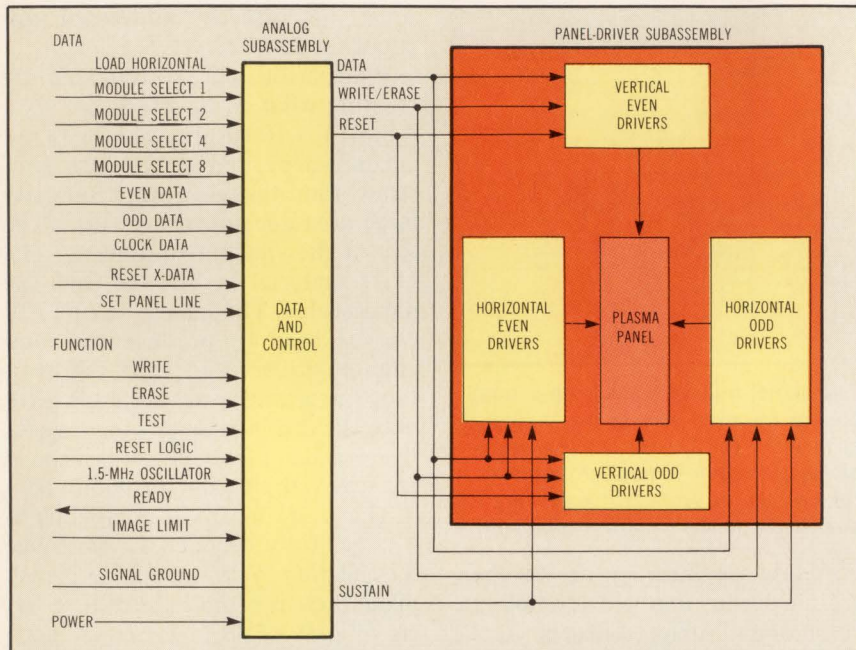 DATA
LOAD HORIZONTAL
MODULE SELECT 1
MODULE SELECT 2
MODULE SELECT 4
MODULE SELECT 8
EVEN DATA
ODD DATA
CLOCK DATA
RESET X-DATA
SET PANEL LINE
FUNCTION
WRITE
ERASE
TEST
RESET LOGIC
1.5-MHz OSCILLATOR
READY
IMAGE LIMIT
SIGNAL GROUND
POWER
ANALOG
SUBASSEMBLY
DATA
AND
CONTROL
DATA
WRITE/ERASE
RESET
SUSTAIN
PANEL-DRIVER SUBASSEMBLY
VERTICAL
EVEN
DRIVERS
HORIZONTAL
EVEN
DRIVERS
PLASMA
PANEL
HORIZONTAL
ODD
DRIVERS
VERTICAL ODD
DRIVERS